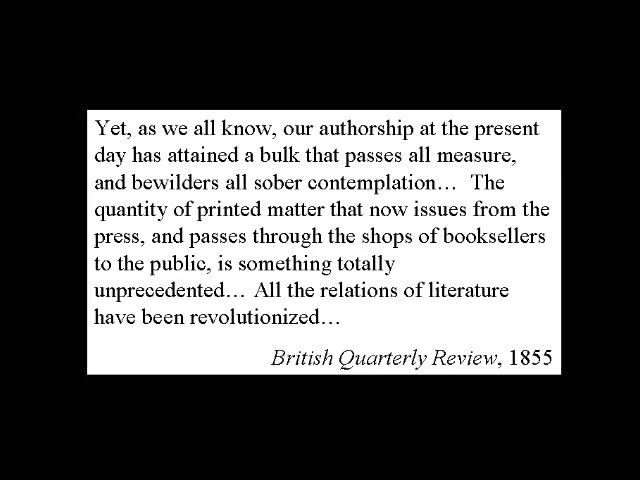 Yet, as we all know, our authorship at the present
day has attained a bulk that passes all measure,
and bewilders all sober contemplation… The
quantity of printed matter that now issues from the
press, and passes through the shops of booksellers
to the public, is something totally
unprecedented… All the relations of literature
have been revolutionized…
British Quarterly Review, 1855